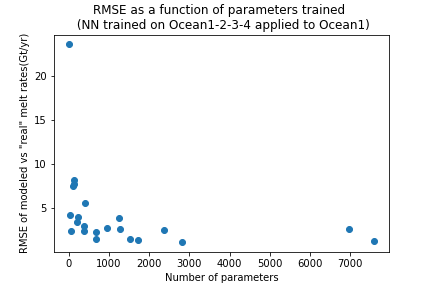 RMSE as a function of parameters trained
(NN trained on Ocean1-2-3-4 applied to Ocean1)
RMSE of modeled vs "real" melt rates(Gt/yr)
20
15
10
5
0 1000 2000 3000 4000 5000 6000 7000
Number of parameters